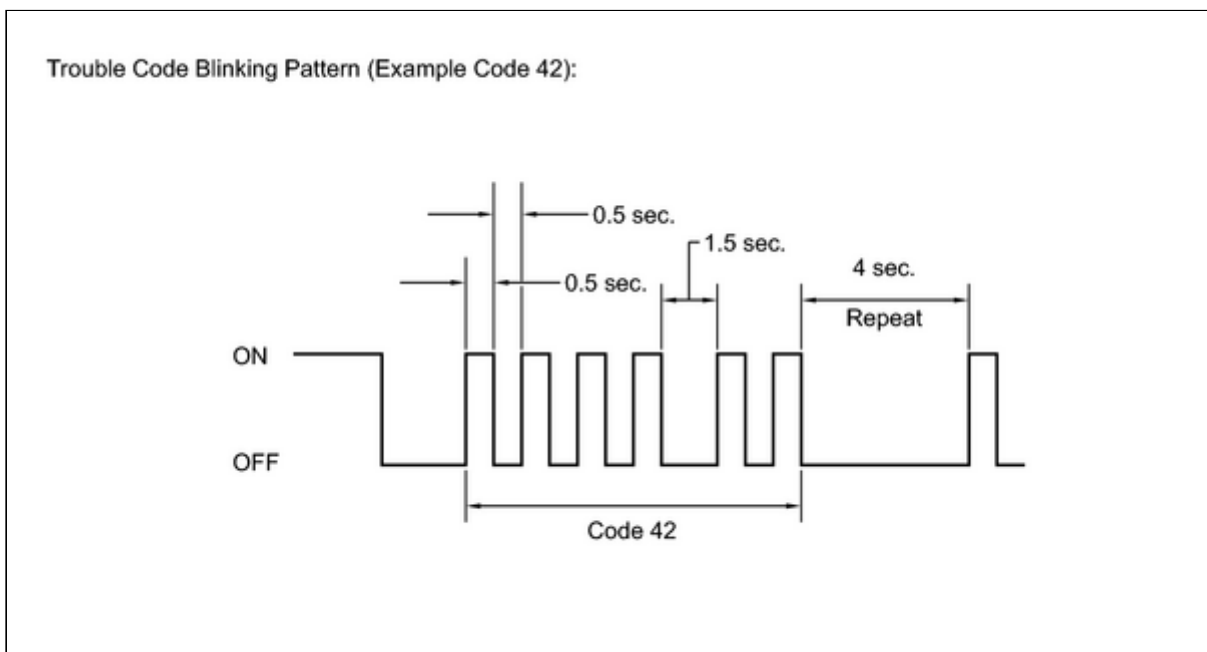 Trouble Code Blinking Pattern (Example Code 42):
0.5 sec.
1.5 sec.
0.5 sec.
4 sec.
Repeat
ON
OFF
Code 42